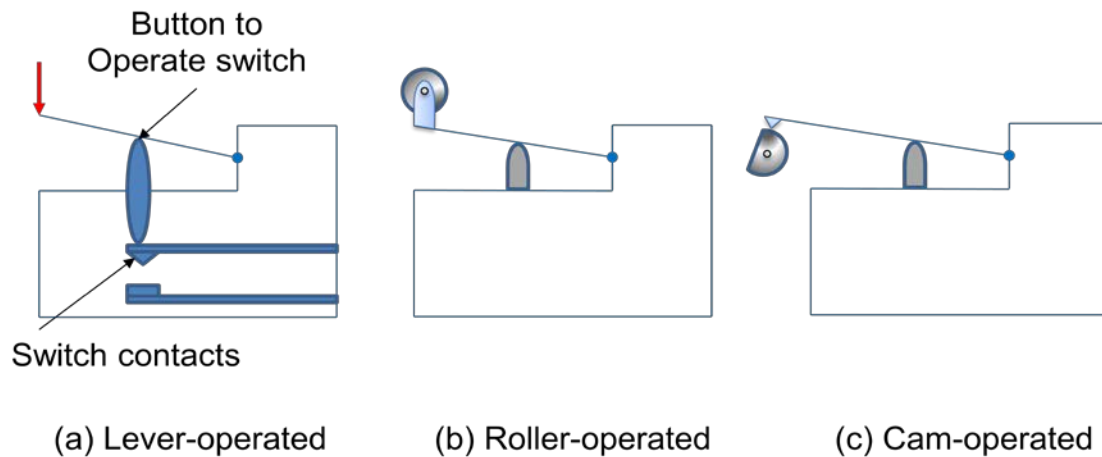 Button to
Operate switch
Switch contacts
(a) Lever-operated
(b) Roller-operated
(c) Cam-operated